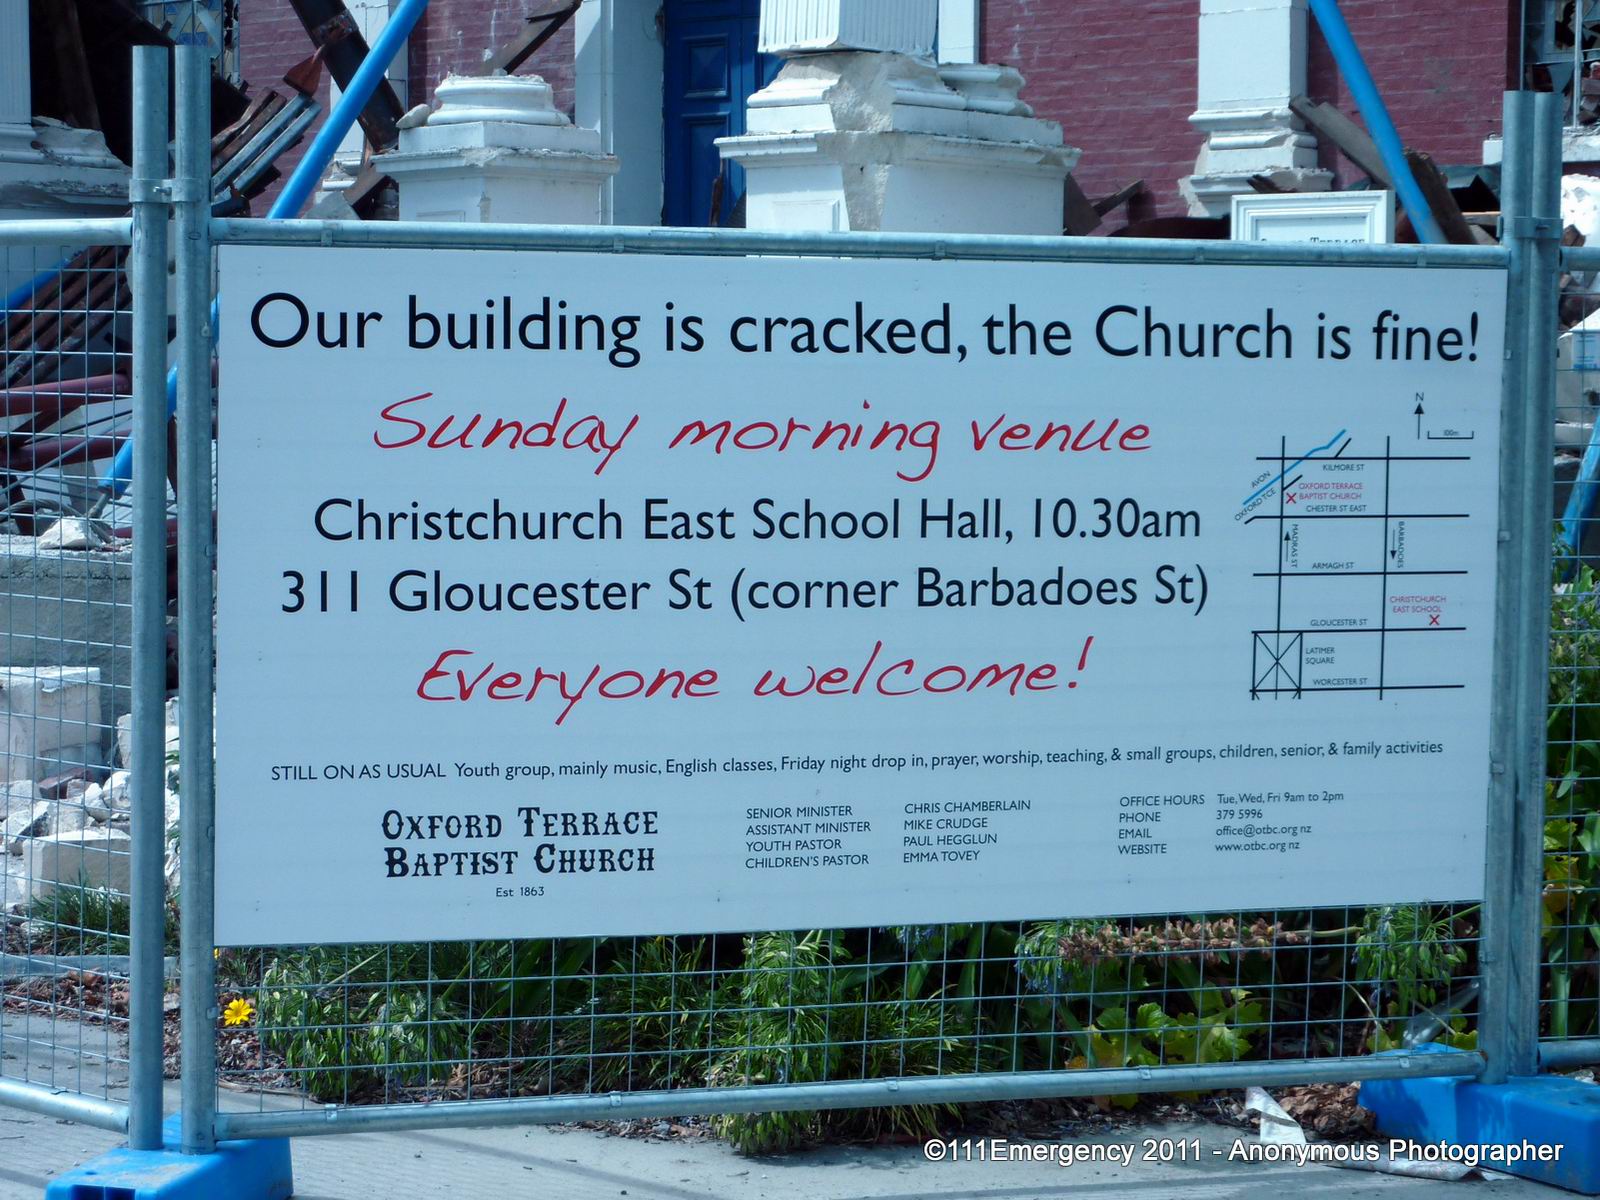 Our building is cracked, the Church is fine!
Sunday morning venue
Christchurch East School Hall, 10.30am
311 Gloucester St (corner Barbadoes St)
Everyone welcome!
N
100m
KILMORE ST
AVON
OXFORD TCE
OXFORD TERRACE
BAPTIST CHURCH
CHESTER ST EAST
MADRAS ST
BARBADOES
ARMAGH ST
CHRISTCHURCH
EAST SCHOOL
GLOUCESTER ST
LATIMER
SQUARE
WORCESTER ST
STILL ON AS USUAL Youth group, mainly music, English classes, Friday night drop in, prayer, worship, teaching, & small groups, children, senior, & family activities
OXFORD TERRACE
BAPTIST CHURCH
Est 1863
SENIOR MINISTER CHRIS CHAMBERLAIN
ASSISTANT MINISTER MIKE CRUDGE
YOUTH PASTOR PAUL HEGGLUN
CHILDREN'S PASTOR EMMA TOVEY
OFFICE HOURS Tue, Wed, Fri 9am to 2pm
PHONE 379 5996
EMAIL office@otbc.org nz
WEBSITE www.otbc.org nz
©111Emergency 2011 - Anonymous Photographer